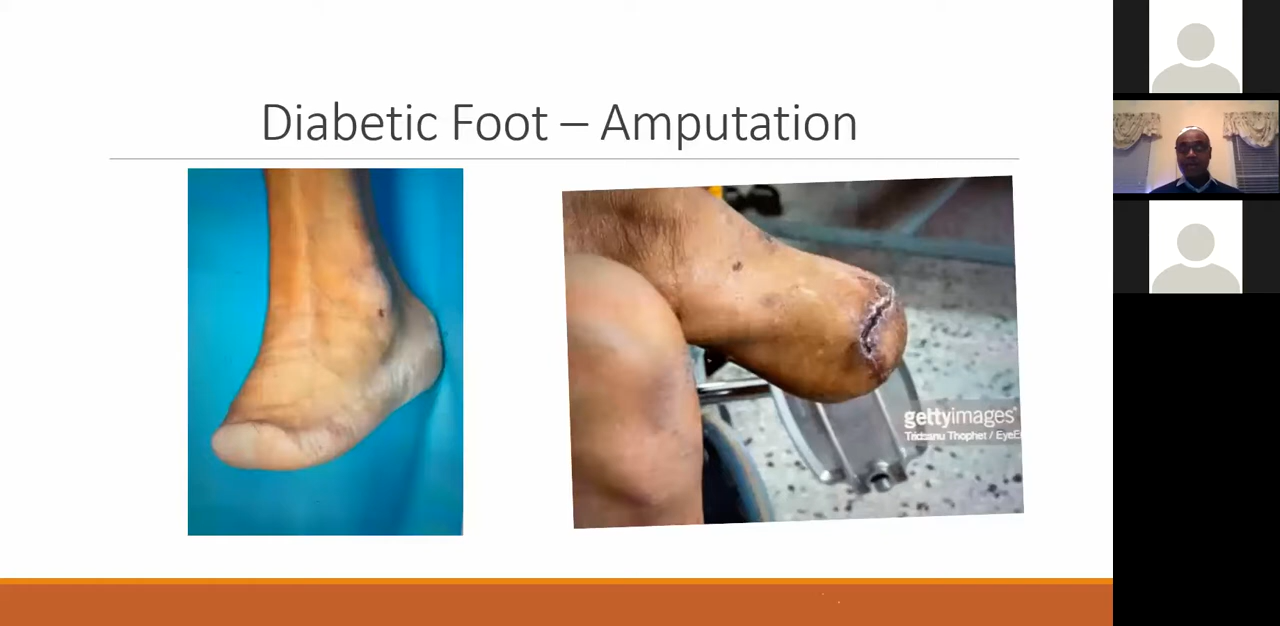 Diabetic Foot – Amputation
gettyimages®
Tridsanu Thophet / EyeE